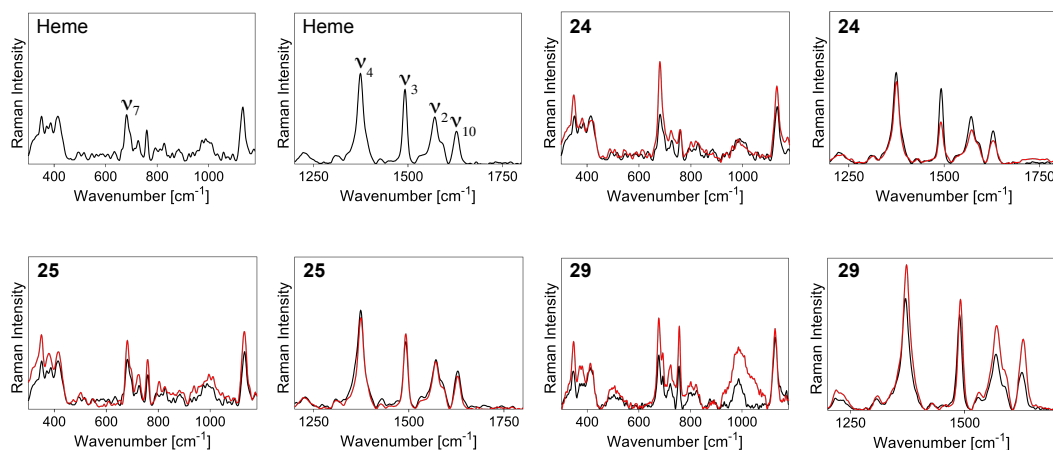 Heme
Raman Intensity
ν7
400 600 800 1000
Wavenumber [cm-1]
Heme
Raman Intensity
ν4
ν3
ν2
ν10
1250 1500 1750
Wavenumber [cm-1]
24
Raman Intensity
400 600 800 1000
Wavenumber [cm-1]
24
Raman Intensity
1250 1500 1750
Wavenumber [cm-1]
25
Raman Intensity
400 600 800 1000
Wavenumber [cm-1]
25
Raman Intensity
1250 1500 1750
Wavenumber [cm-1]
29
Raman Intensity
400 600 800 1000
Wavenumber [cm-1]
29
Raman Intensity
1250 1500
Wavenumber [cm-1]